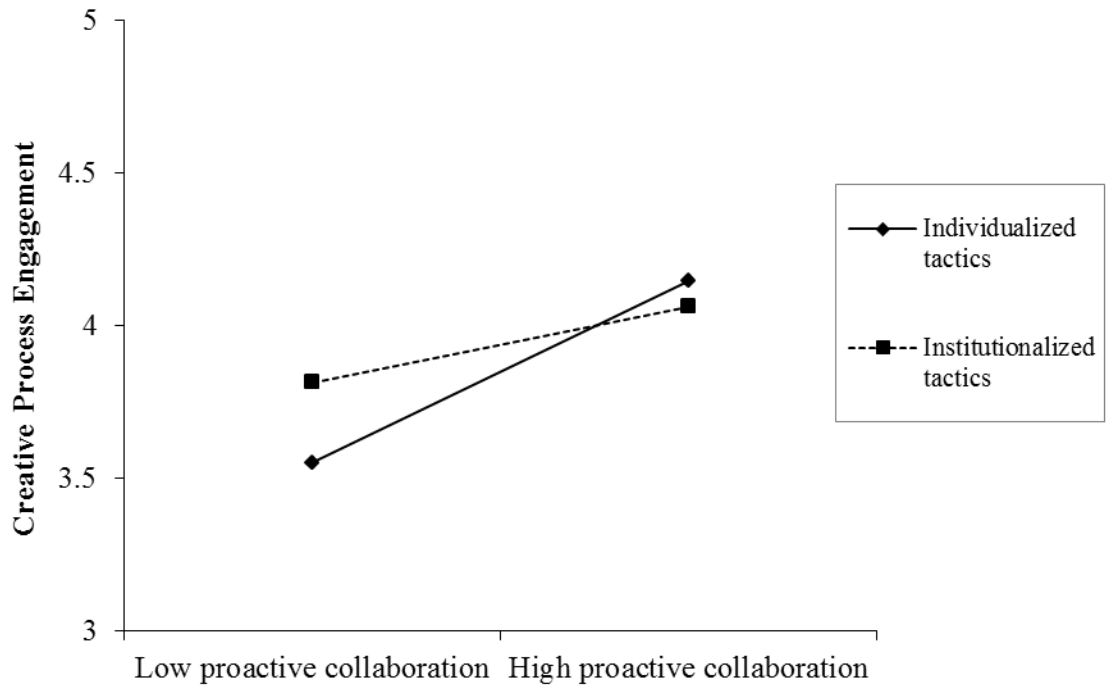 5
4.5
4
3.5
3
Creative Process Engagement
Low proactive collaboration
High proactive collaboration
Individualized
tactics
Institutionalized
tactics